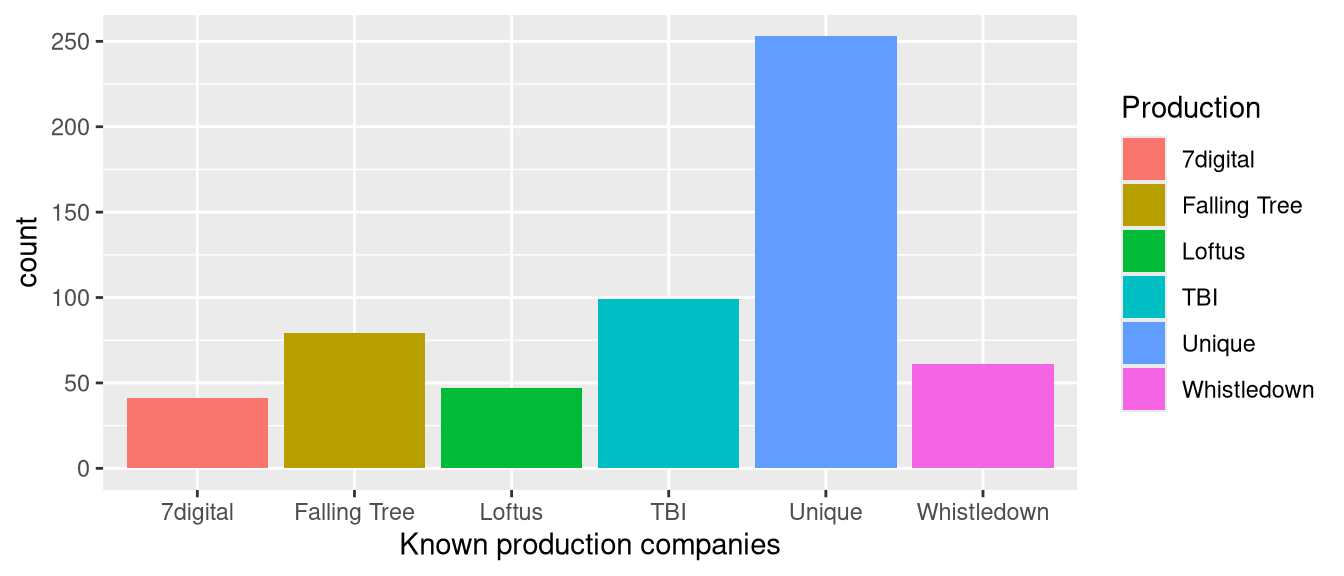 250
200
150
100
50
0
count
7digital
Falling Tree
Loftus
TBI
Unique
Whistledown
Known production companies
Production
7digital
Falling Tree
Loftus
TBI
Unique
Whistledown